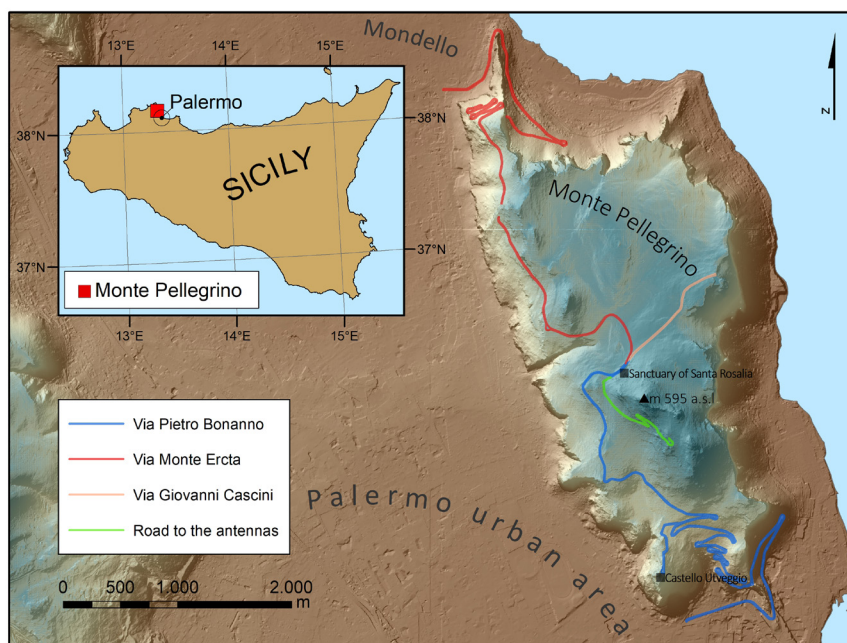 Mondello
13°E
14°E
15°E
Palermo
38°N
38°N
SICILY
37°N
37°N
Monte Pellegrino
13°E
14°E
15°E
N
Monte Pellegrino
Sanctuary of Santa Rosalia
m 595 a.s.l
Via Pietro Bonanno
Via Monte Ercta
Via Giovanni Cascini
Road to the antennas
Palermo urban area
Castello Utveggio
0 500 1.000 2.000
m